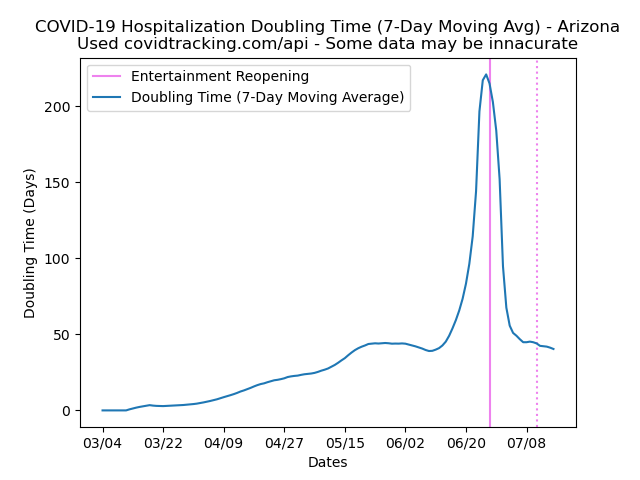 COVID-19 Hospitalization Doubling Time (7-Day Moving Avg) - Arizona
Used covidtracking.com/api - Some data may be innacurate
Entertainment Reopening
Doubling Time (7-Day Moving Average)
200
150
100
50
0
Doubling Time (Days)
03/04 03/22 04/09 04/27 05/15 06/02 06/20 07/08
Dates